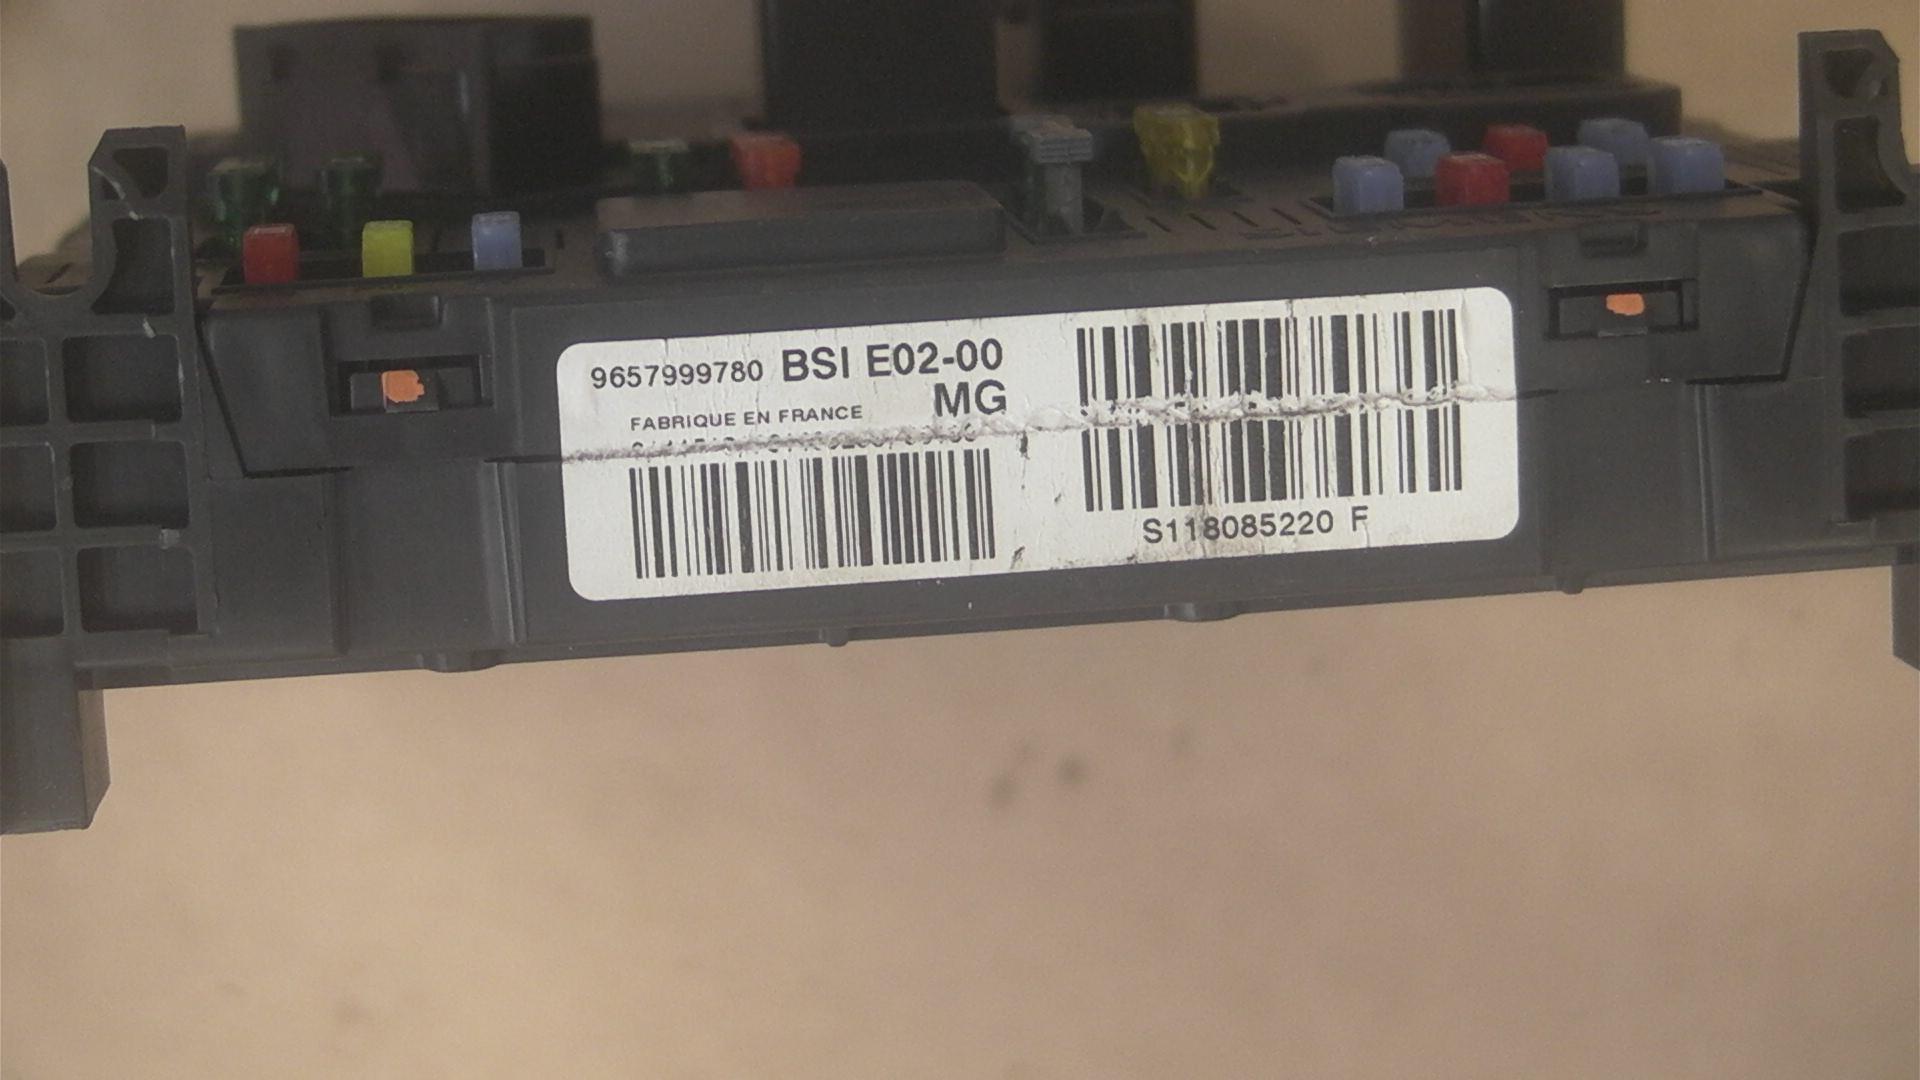 9657999780 BSI E02-00
MG
FABRIQUE EN FRANCE
S118085220 F